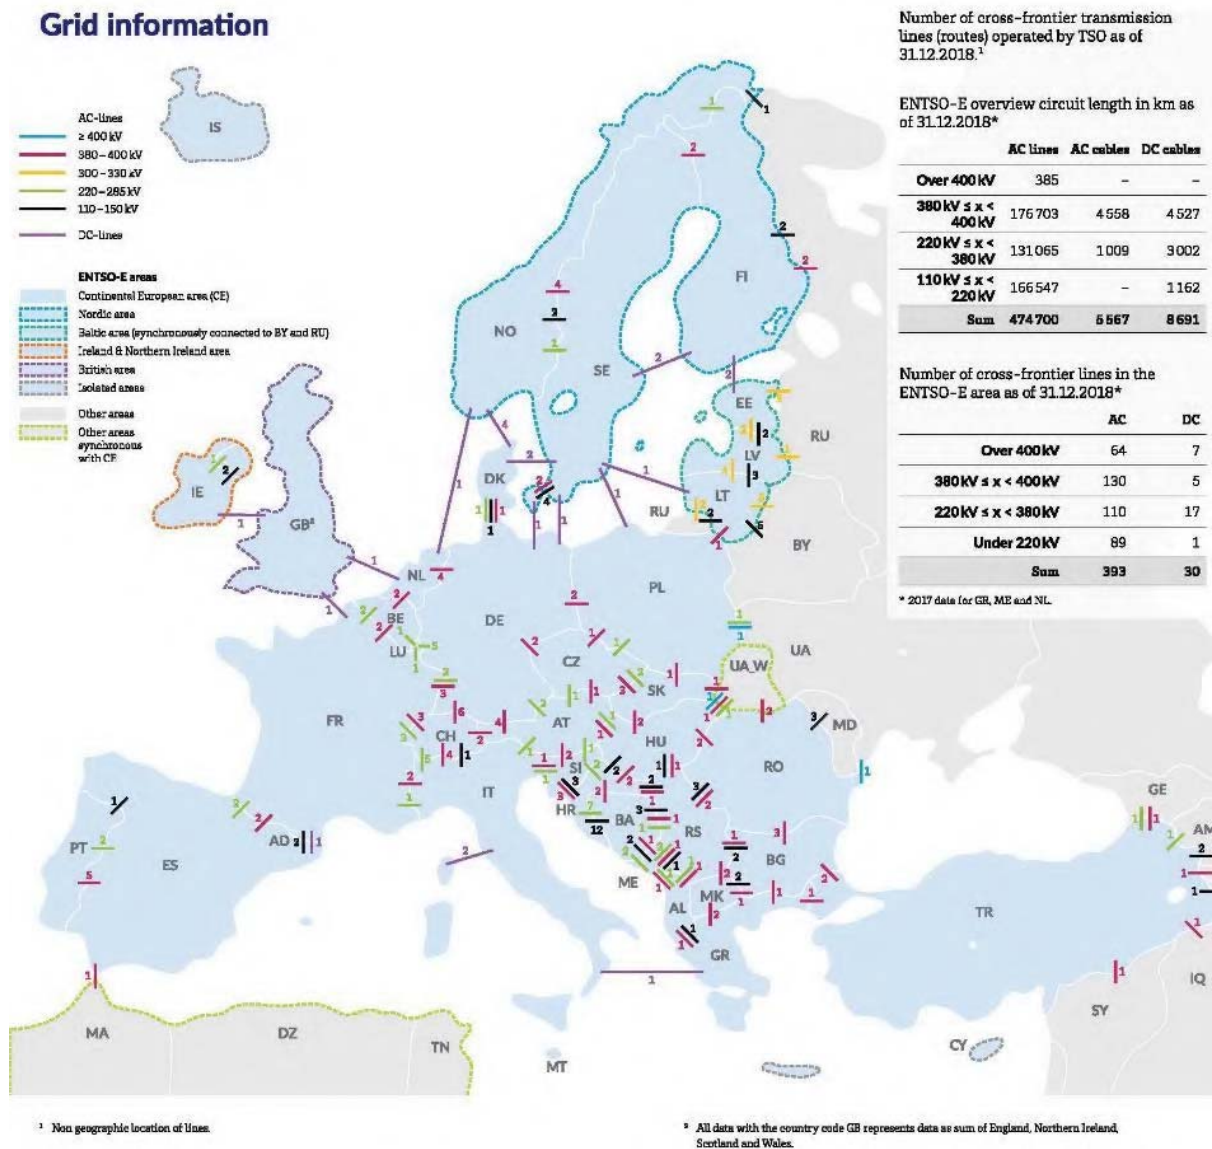 Grid information
AC-lines
≥ 400 kV
380–400 kV
300–330 kV
220–285 kV
110–150 kV
DC-lines
ENTSO-E areas
Continental European area (CE)
Nordic area
Baltic area (synchronously connected to BY and RU)
Ireland & Northern Ireland area
British area
Isolated areas
Other areas
Other areas
synchronous
with CE
Number of cross-frontier transmission
lines (routes) operated by TSO as of
31.12.2018.¹
ENTSO-E overview circuit length in km as
of 31.12.2018*
AC lines AC cables DC cables
Over 400 kV 385 – –
380 kV ≤ x <
400 kV 176 703 4 558 4 527
220 kV ≤ x <
380 kV 131 065 1 009 3 002
110 kV ≤ x <
220 kV 166 547 – 1 162
Sum 474 700 5 567 8 691
Number of cross-frontier lines in the
ENTSO-E area as of 31.12.2018*
AC DC
Over 400 kV 64 7
380 kV ≤ x < 400 kV 130 5
220 kV ≤ x < 380 kV 110 17
Under 220 kV 89 1
Sum 393 30
* 2017 data for GR, ME and NL.
IS
FI
NO
SE
EE
RU
LV
DK
LT
IE
GB²
RU
BY
NL
PL
BE
DE
LU
CZ
UA
UA_W
SK
FR
AT
MD
CH
HU
RO
SI
IT
HR
BA
RS
GE
AM
PT
ES
AD
BG
ME
MK
AL
TR
GR
IQ
SY
MA
DZ
TN
MT
CY
¹ Non geographic location of lines.
² All data with the country code GB represents data as sum of England, Northern Ireland,
Scotland and Wales.